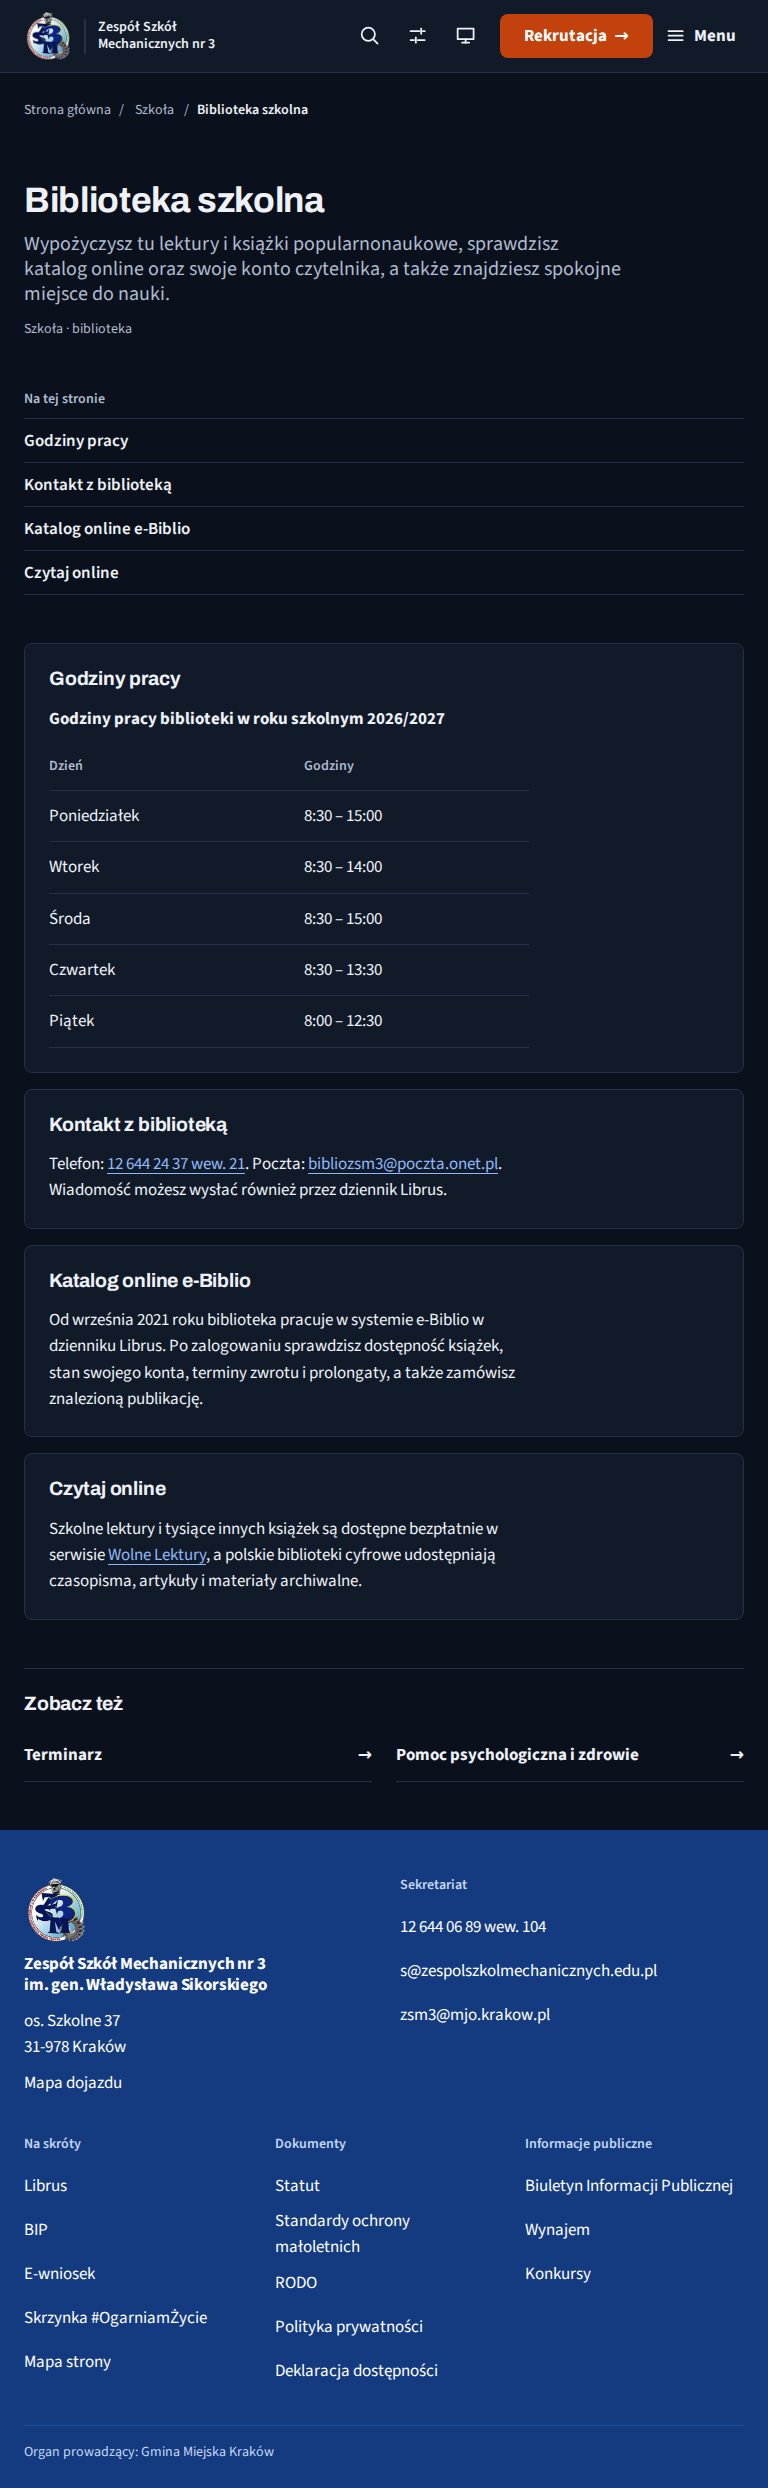 Zespół Szkół
Mechanicznych nr 3
Rekrutacja →
Menu
Strona główna / Szkoła / Biblioteka szkolna
Biblioteka szkolna
Wypożyczysz tu lektury i książki popularnonaukowe, sprawdzisz
katalog online oraz swoje konto czytelnika, a także znajdziesz spokojne
miejsce do nauki.
Szkoła · biblioteka
Na tej stronie
Godziny pracy
Kontakt z biblioteką
Katalog online e-Biblio
Czytaj online
Godziny pracy
Godziny pracy biblioteki w roku szkolnym 2026/2027
Dzień Godziny
Poniedziałek 8:30 – 15:00
Wtorek 8:30 – 14:00
Środa 8:30 – 15:00
Czwartek 8:30 – 13:30
Piątek 8:00 – 12:30
Kontakt z biblioteką
Telefon: 12 644 24 37 wew. 21. Poczta: bibliozsm3@poczta.onet.pl.
Wiadomość możesz wysłać również przez dziennik Librus.
Katalog online e-Biblio
Od września 2021 roku biblioteka pracuje w systemie e-Biblio w
dzienniku Librus. Po zalogowaniu sprawdzisz dostępność książek,
stan swojego konta, terminy zwrotu i prolongaty, a także zamówisz
znalezioną publikację.
Czytaj online
Szkolne lektury i tysiące innych książek są dostępne bezpłatnie w
serwisie Wolne Lektury, a polskie biblioteki cyfrowe udostępniają
czasopisma, artykuły i materiały archiwalne.
Zobacz też
Terminarz →
Pomoc psychologiczna i zdrowie →
Zespół Szkół Mechanicznych nr 3
im. gen. Władysława Sikorskiego
os. Szkolne 37
31-978 Kraków
Mapa dojazdu
Sekretariat
12 644 06 89 wew. 104
s@zespolszkolmechanicznych.edu.pl
zsm3@mjo.krakow.pl
Na skróty
Librus
BIP
E-wniosek
Skrzynka #OgarniamŻycie
Mapa strony
Dokumenty
Statut
Standardy ochrony
małoletnich
RODO
Polityka prywatności
Deklaracja dostępności
Informacje publiczne
Biuletyn Informacji Publicznej
Wynajem
Konkursy
Organ prowadzący: Gmina Miejska Kraków